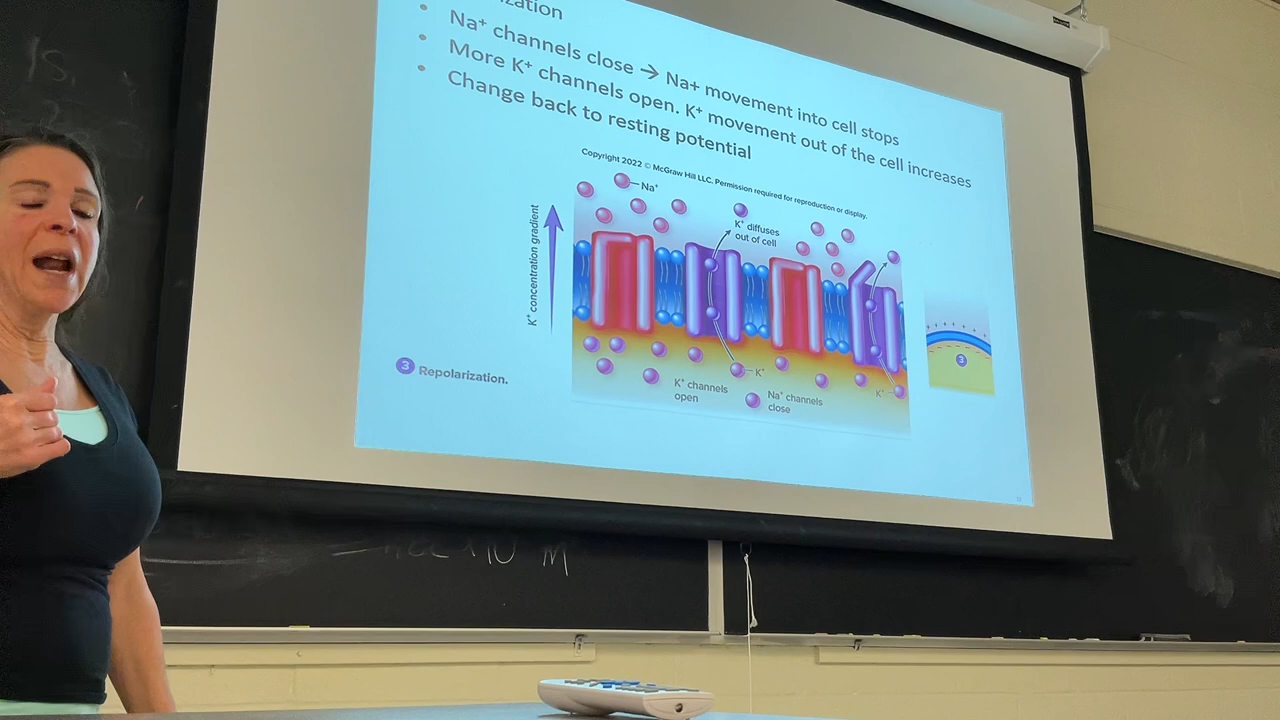 ization
Na⁺ channels close → Na+ movement into cell stops
More K⁺ channels open. K⁺ movement out of the cell increases
Change back to resting potential
Copyright 2022 © McGraw Hill LLC. Permission required for reproduction or display.
Na⁺
K⁺ diffuses
out of cell
K⁺ concentration gradient
3 Repolarization.
K⁺ channels
open
K⁺
Na⁺ channels
close
K⁺
3
M